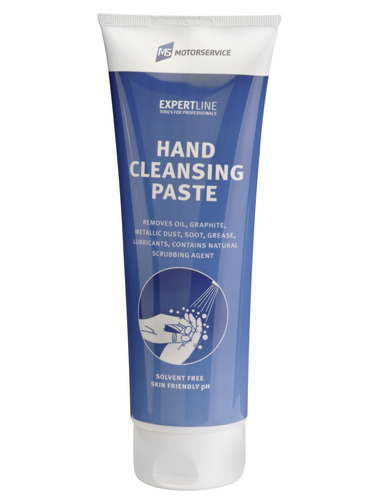 MS MOTORSERVICE
EXPERTLINE
TOOLS FOR PROFESSIONALS
HAND
CLEANSING
PASTE
REMOVES OIL, GRAPHITE,
METALLIC DUST, SOOT, GREASE,
LUBRICANTS, CONTAINS NATURAL
SCRUBBING AGENT
SOLVENT FREE
SKIN FRIENDLY pH